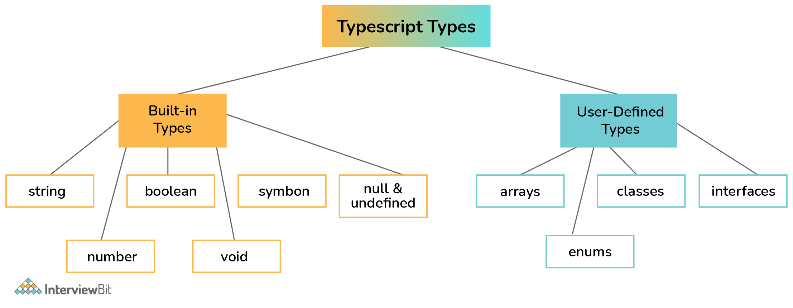 Typescript Types
Built-in
Types
User-Defined
Types
string
boolean
symbon
null &
undefined
arrays
classes
interfaces
number
void
enums
InterviewBit